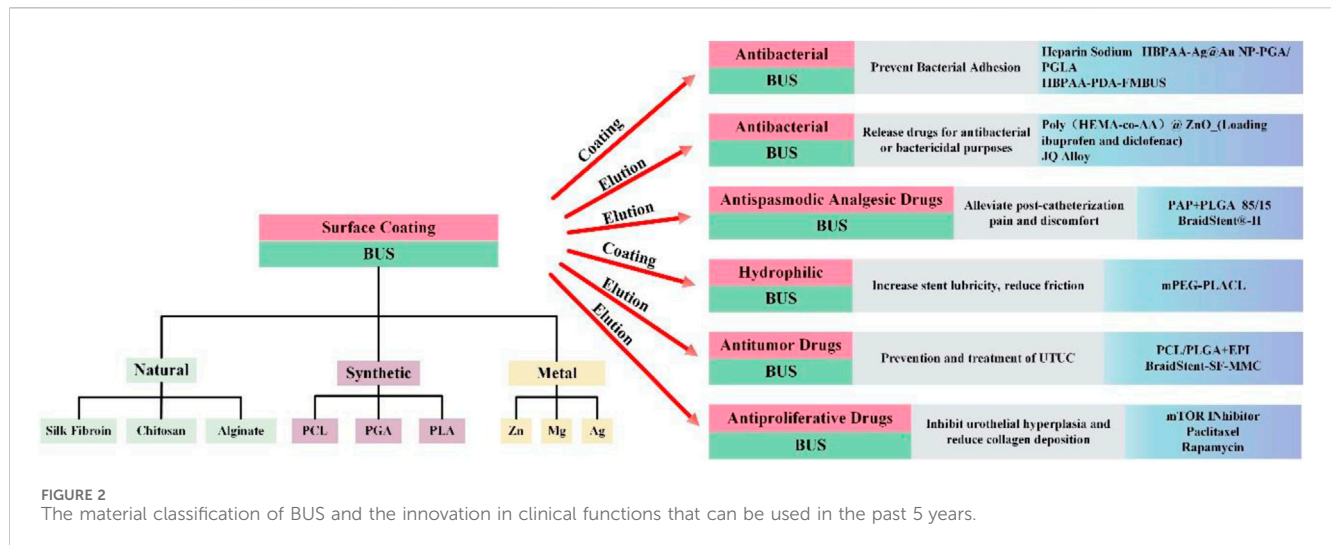 Antibacterial
BUS
Prevent Bacterial Adhesion
Heparin Sodium HBPAA-Ag@Au NP-PGA/
PGLA
HBPAA-PDA-FMBUS
Coating
Antibacterial
BUS
Release drugs for antibacterial
or bactericidal purposes
Poly（HEMA-co-AA）@ ZnO_(Loading
ibuprofen and diclofenac)
JQ Alloy
Elution
Antispasmodic Analgesic Drugs
BUS
Alleviate post-catheterization
pain and discomfort
PAP+PLGA 85/15
BraidStent®-H
Elution
Surface Coating
BUS
Coating
Hydrophilic
BUS
Increase stent lubricity, reduce friction
mPEG-PLACL
Elution
Antitumor Drugs
BUS
Prevention and treatment of UTUC
PCL/PLGA+EPI
BraidStent-SF-MMC
Elution
Antiproliferative Drugs
BUS
Inhibit urothelial hyperplasia and
reduce collagen deposition
mTOR INhibitor
Paclitaxel
Rapamycin
Natural
Synthetic
Metal
Silk Fibroin
Chitosan
Alginate
PCL
PGA
PLA
Zn
Mg
Ag
FIGURE 2
The material classification of BUS and the innovation in clinical functions that can be used in the past 5 years.